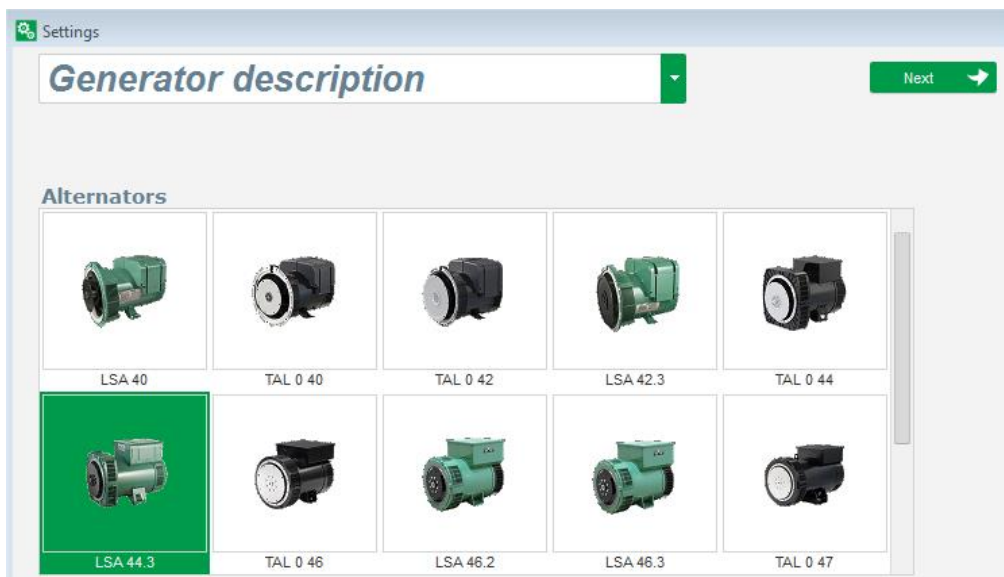 Settings
Generator description
Next
Alternators
LSA 40
TAL 0 40
TAL 0 42
LSA 42.3
TAL 0 44
LSA 44.3
TAL 0 46
LSA 46.2
LSA 46.3
TAL 0 47